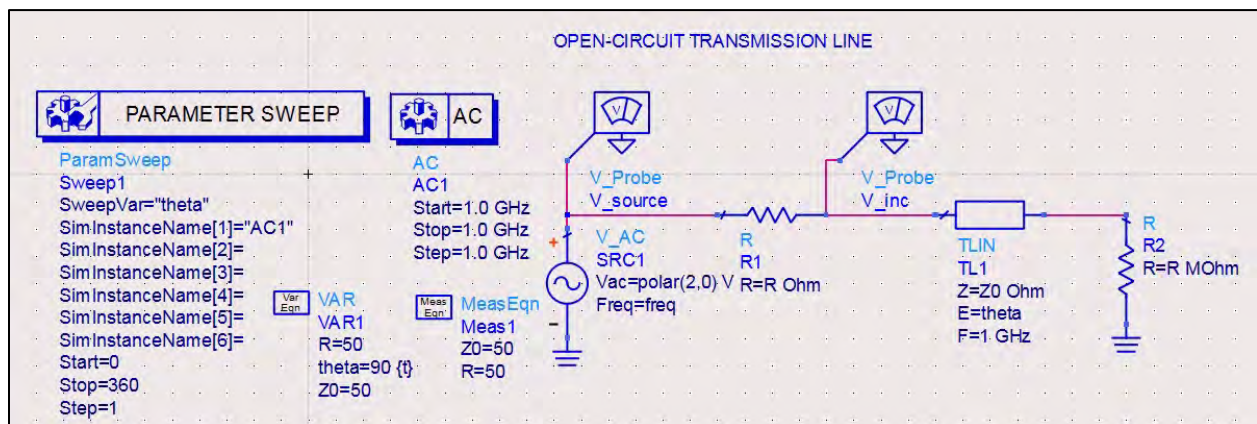 OPEN-CIRCUIT TRANSMISSION LINE
PARAMETER SWEEP
ParamSweep
Sweep1
SweepVar="theta"
SimInstanceName[1]="AC1"
SimInstanceName[2]=
SimInstanceName[3]=
SimInstanceName[4]=
SimInstanceName[5]=
SimInstanceName[6]=
Start=0
Stop=360
Step=1
AC
AC
AC1
Start=1.0 GHz
Stop=1.0 GHz
Step=1.0 GHz
Var
Eqn
VAR
VAR1
R=50
theta=90 {t}
Z0=50
Meas
Eqn
MeasEqn
Meas1
Z0=50
R=50
V
V_Probe
V_source
+
-
V_AC
SRC1
Vac=polar(2,0) V
Freq=freq
R
R1
R=R Ohm
V
V_Probe
V_inc
TLIN
TL1
Z=Z0 Ohm
E=theta
F=1 GHz
R
R2
R=R MOhm